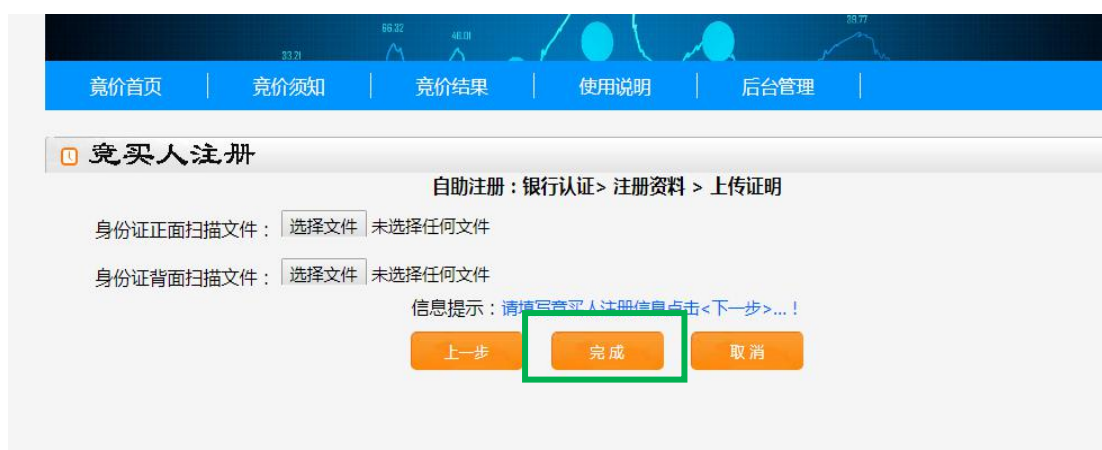 66.32
48.01
39.77
33.21
竟价首页 竞价须知 竞价结果 使用说明 后台管理
竞买人注册
自助注册：银行认证> 注册资料 > 上传证明
身份证正面扫描文件： 选择文件 未选择任何文件
身份证背面扫描文件： 选择文件 未选择任何文件
信息提示：请填写竞买人注册信息点击<下一步>...！
上一步 完成 取消